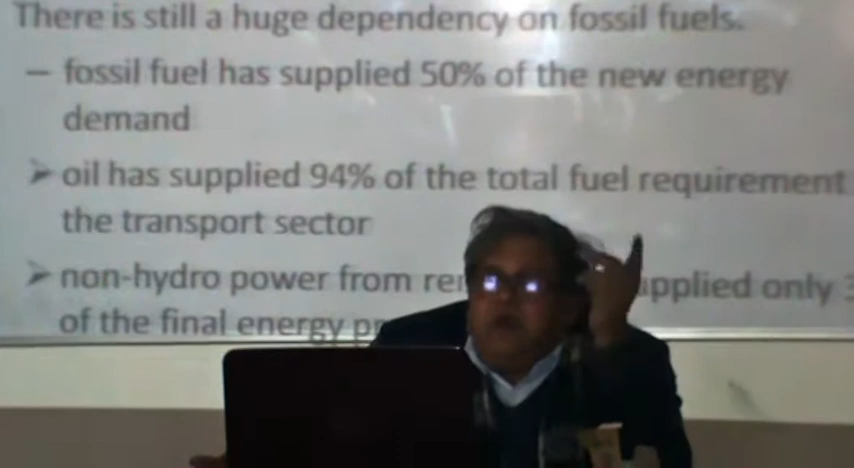 There is still a huge dependency on fossil fuels.
– fossil fuel has supplied 50% of the new energy
demand
➢ oil has supplied 94% of the total fuel requirement
the transport sector
➢ non-hydro power from only
of the final energy